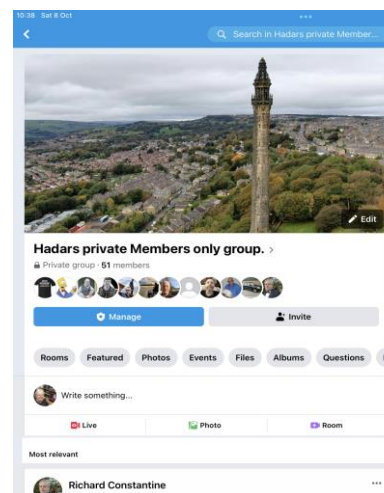 10:38 Sat 8 Oct
Search in Hadars private Member...
Edit
Hadars private Members only group. >
Private group · 51 members
Manage
Invite
Rooms Featured Photos Events Files Albums Questions
Write something...
Live Photo Room
Most relevant
Richard Constantine